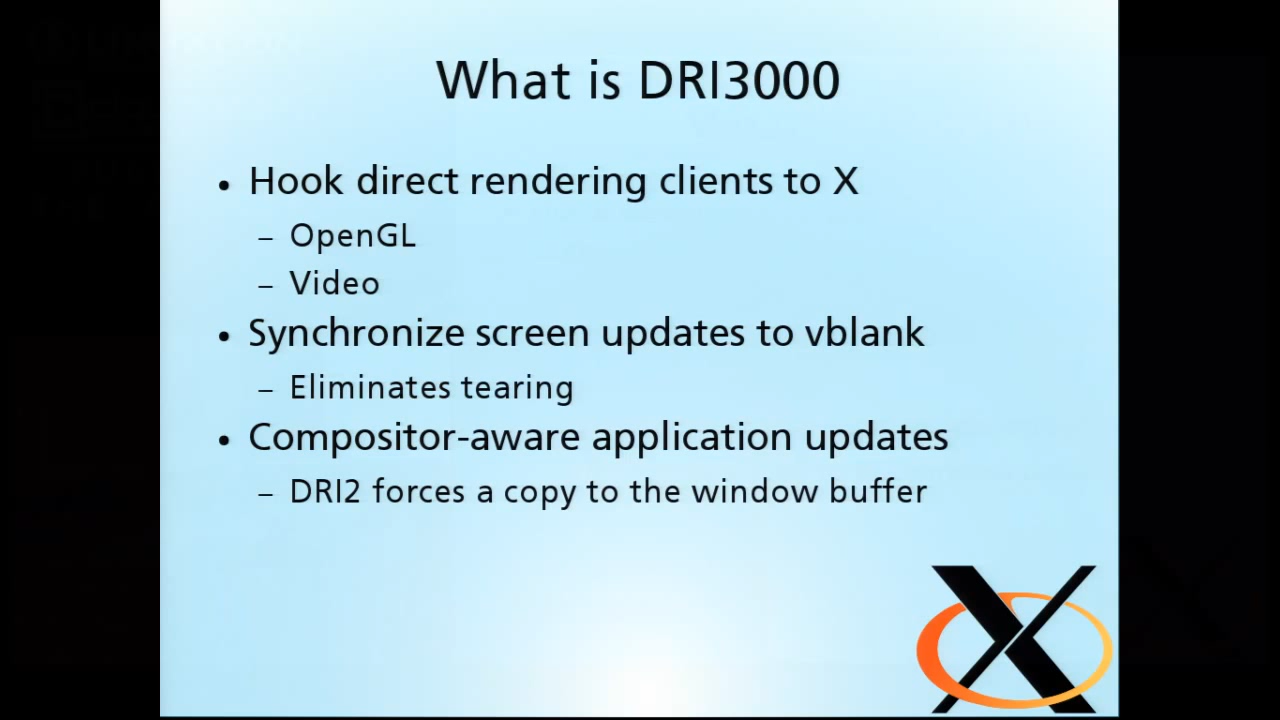 What is DRI3000
• Hook direct rendering clients to X
– OpenGL
– Video
• Synchronize screen updates to vblank
– Eliminates tearing
• Compositor-aware application updates
– DRI2 forces a copy to the window buffer